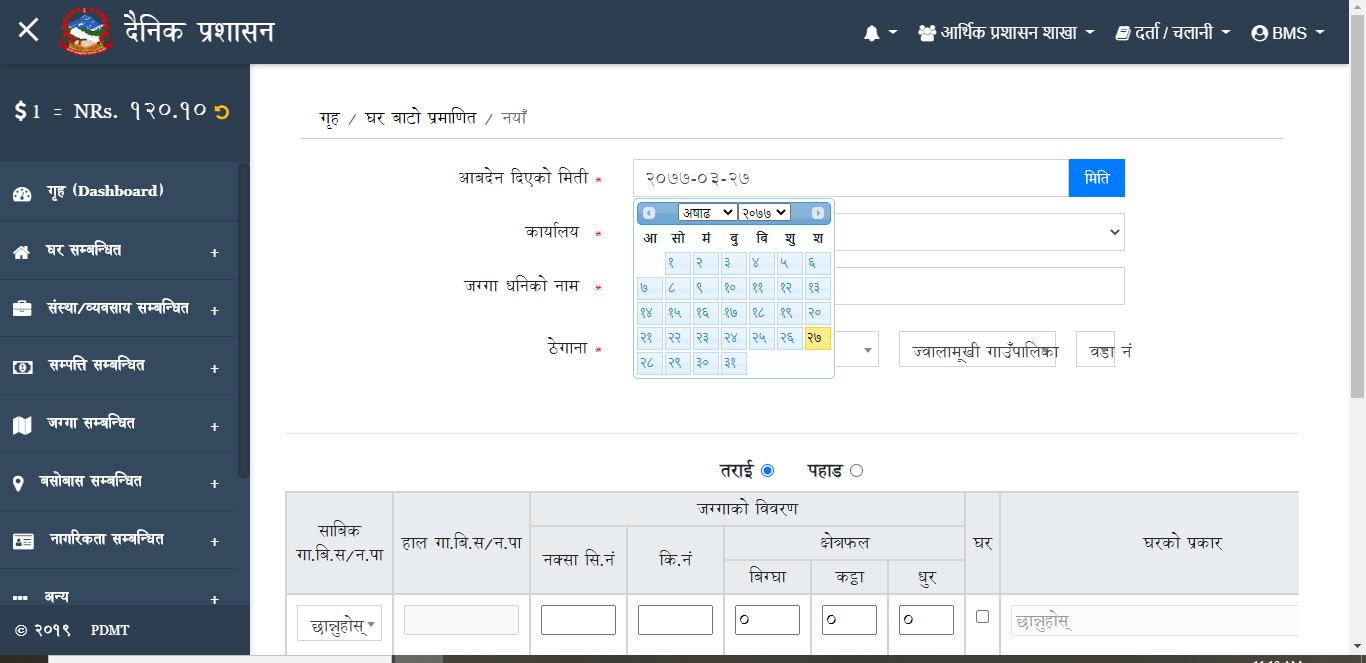 दैनिक प्रशासन
आर्थिक प्रशासन शाखा
दर्ता / चलानी
BMS
$ 1 = NRs. १२०.१०
गृह (Dashboard)
घर सम्बन्धित +
संस्था/व्यवसाय सम्बन्धित +
सम्पत्ति सम्बन्धित +
जग्गा सम्बन्धित +
बसोबास सम्बन्धित +
नागरिकता सम्बन्धित +
अन्य +
© २०१९ PDMT
गृह / घर बाटो प्रमाणित / नयाँ
आबदेन दिएको मिती * २०७७-०३-२७ मिति
कार्यालय *
जग्गा धनिको नाम *
ठेगाना * ज्वालामूखी गाउँपालिका वडा नं
अषाढ २०७७
आ सो मं बु वि शु श
१ २ ३ ४ ५ ६
७ ८ ९ १० ११ १२ १३
१४ १५ १६ १७ १८ १९ २०
२१ २२ २३ २४ २५ २६ २७
२८ २९ ३० ३१
तराई पहाड
साबिक गा.बि.स/न.पा
हाल गा.बि.स/न.पा
जग्गाको विवरण
नक्सा सि.नं
कि.नं
क्षेत्रफल
बिग्घा कट्ठा धुर
घर
घरको प्रकार
छान्नुहोस् ० ० ० छान्नुहोस्